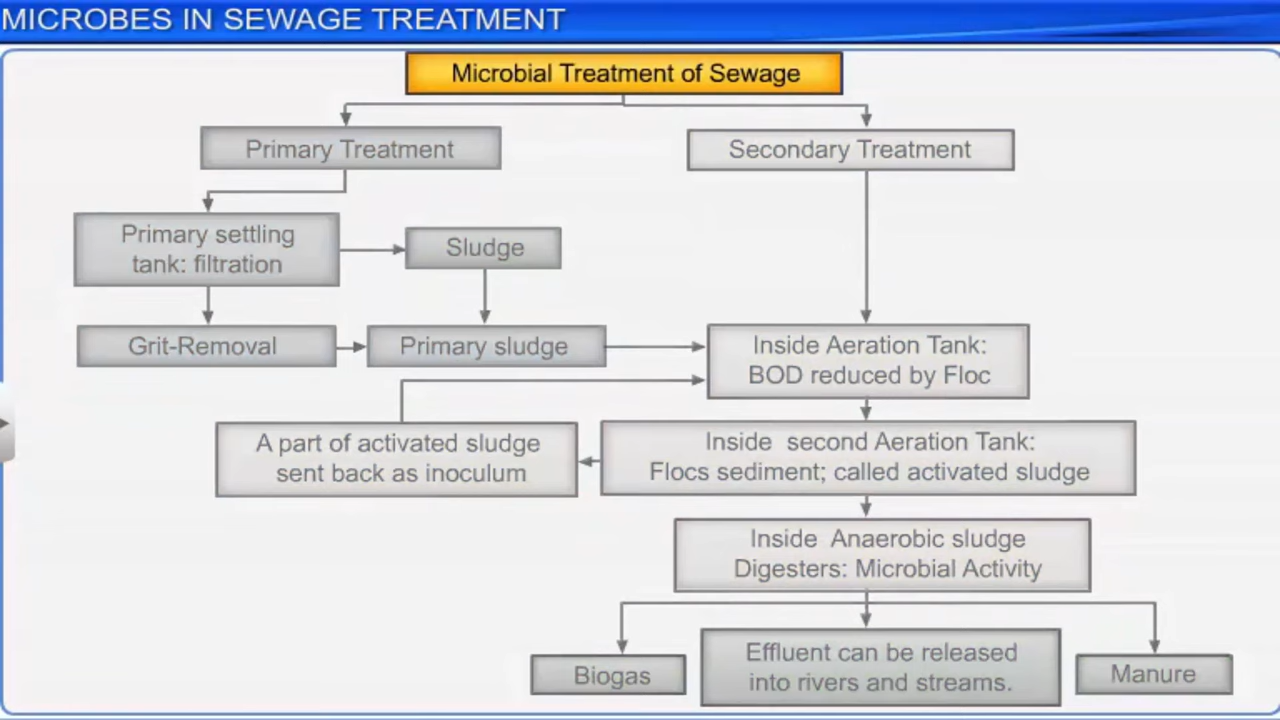 MICROBES IN SEWAGE TREATMENT
Microbial Treatment of Sewage
Primary Treatment
Secondary Treatment
Primary settling
tank: filtration
Sludge
Grit-Removal
Primary sludge
Inside Aeration Tank:
BOD reduced by Floc
A part of activated sludge
sent back as inoculum
Inside second Aeration Tank:
Flocs sediment; called activated sludge
Inside Anaerobic sludge
Digesters: Microbial Activity
Biogas
Effluent can be released
into rivers and streams.
Manure